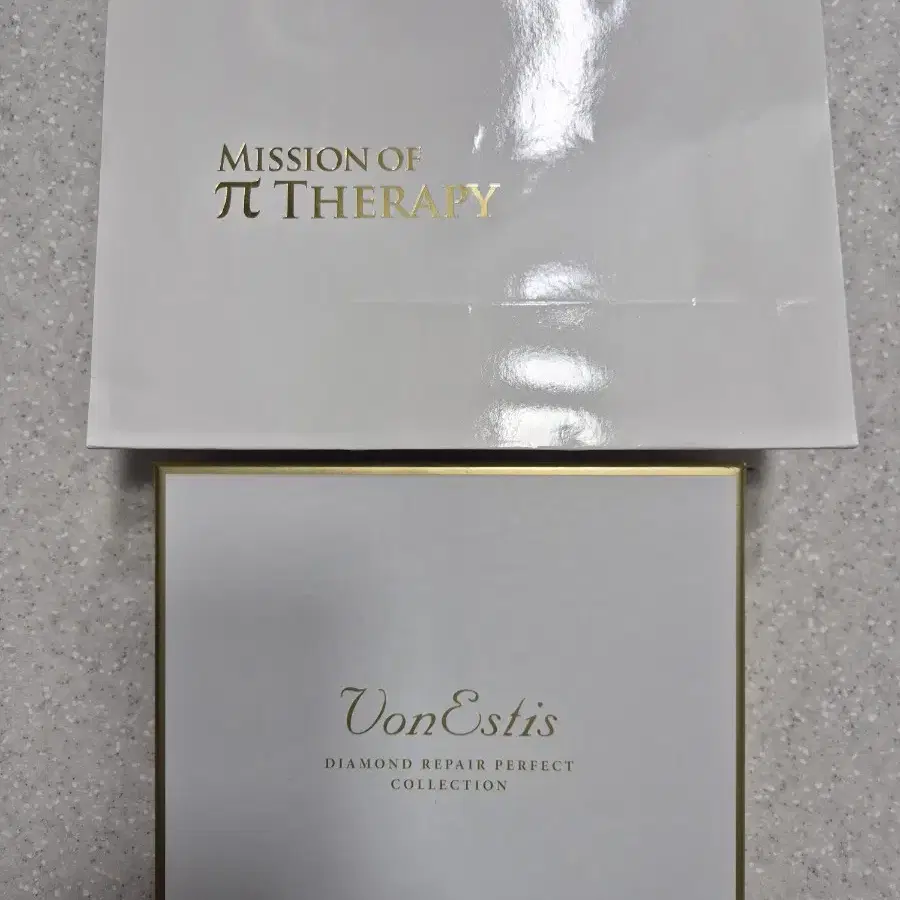 MISSION OF
π THERAPY
VonEstis
DIAMOND REPAIR PERFECT
COLLECTION